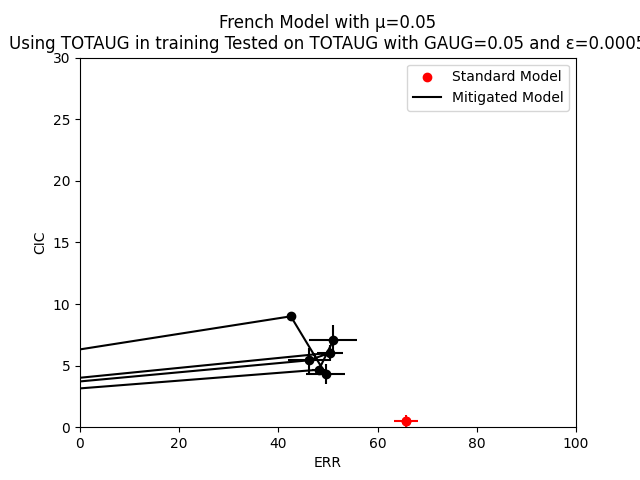 French Model with μ=0.05
Using TOTAUG in training Tested on TOTAUG with GAUG=0.05 and ε=0.0005
Standard Model
Mitigated Model
30
25
20
15
10
5
0
CIC
0 20 40 60 80 100
ERR